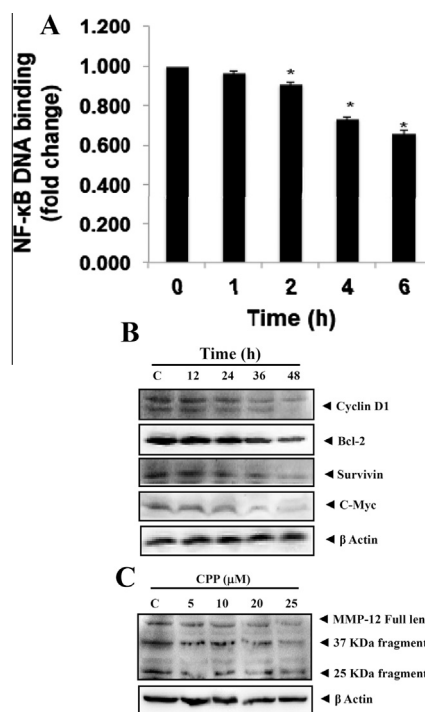 A
NF-κB DNA binding
(fold change)
1.200
1.000
0.800
0.600
0.400
0.200
0.000
* * *
0 1 2 4 6
Time (h)
B
Time (h)
C 12 24 36 48
◄ Cyclin D1
◄ Bcl-2
◄ Survivin
◄ C-Myc
◄ β Actin
C
CPP (μM)
C 5 10 20 25
◄ MMP-12 Full len
◄ 37 KDa fragment
◄ 25 KDa fragment
◄ β Actin